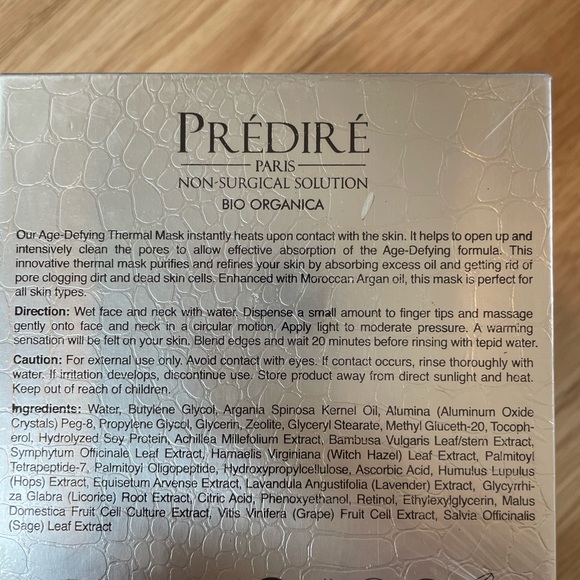 PRÉDIRÉ
PARIS
NON-SURGICAL SOLUTION
BIO ORGANICA
Our Age-Defying Thermal Mask instantly heats upon contact with the skin. It helps to open up and
intensively clean the pores to allow effective absorption of the Age-Defying formula. This
innovative thermal mask purifies and refines your skin by absorbing excess oil and getting rid of
pore clogging dirt and dead skin cells. Enhanced with Moroccan Argan oil, this mask is perfect for
all skin types.
Direction: Wet face and neck with water. Dispense a small amount to finger tips and massage
gently onto face and neck in a circular motion. Apply light to moderate pressure. A warming
sensation will be felt on your skin. Blend edges and wait 20 minutes before rinsing with tepid water.
Caution: For external use only. Avoid contact with eyes. If contact occurs, rinse thoroughly with
water. If irritation develops, discontinue use. Store product away from direct sunlight and heat.
Keep out of reach of children.
Ingredients: Water, Butylene Glycol, Argania Spinosa Kernel Oil, Alumina (Aluminum Oxide
Crystals) Peg-8, Propylene Glycol, Glycerin, Zeolite, Glyceryl Stearate, Methyl Gluceth-20, Tocoph-
erol, Hydrolyzed Soy Protein, Achillea Millefolium Extract, Bambusa Vulgaris Leaf/stem Extract,
Symphytum Officinale Leaf Extract, Hamaelis Virginiana (Witch Hazel) Leaf Extract, Palmitoyl
Tetrapeptide-7, Palmitoyl Oligopeptide, Hydroxypropylcellulose, Ascorbic Acid, Humulus Lupulus
(Hops) Extract, Equisetum Arvense Extract, Lavandula Angustifolia (Lavender) Extract, Glycyrrhi-
za Glabra (Licorice) Root Extract, Citric Acid, Phenoxyethanol, Retinol, Ethylexylglycerin, Malus
Domestica Fruit Cell Culture Extract, Vitis Vinifera (Grape) Fruit Cell Extract, Salvia Officinalis
(Sage) Leaf Extract